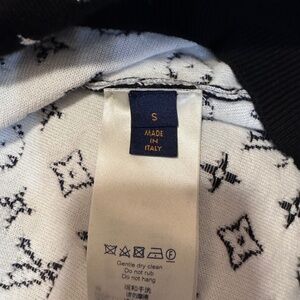 S
MADE
IN
ITALY
Gentle dry clean
Do not rub
Do not hang